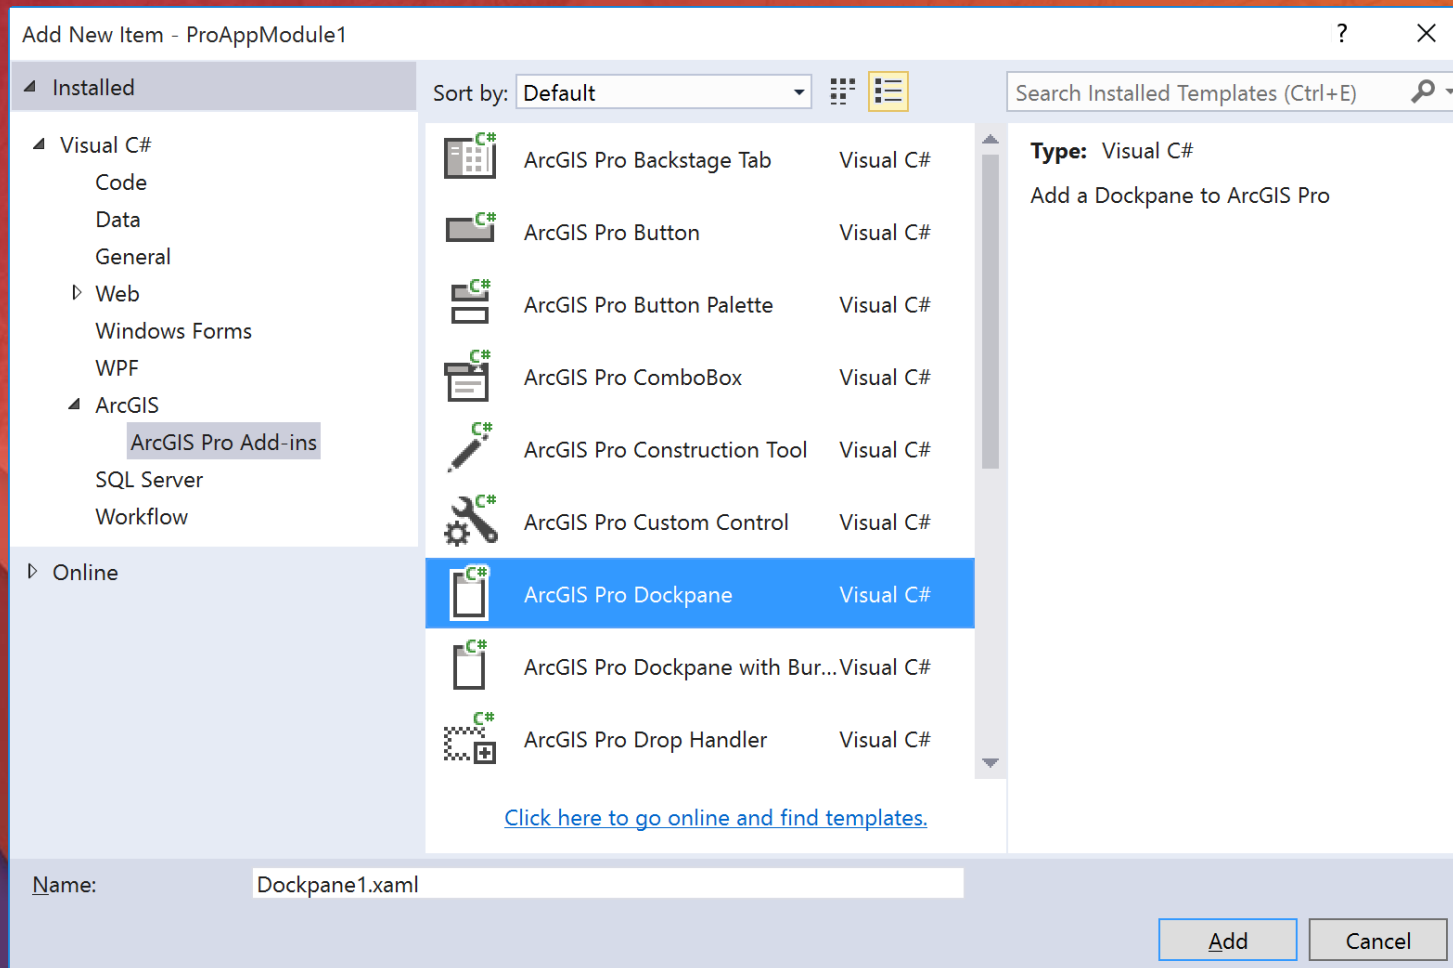 Add New Item - ProAppModule1
?
Installed
Sort by: Default
Search Installed Templates (Ctrl+E)
Visual C#
Code
Data
General
Web
Windows Forms
WPF
ArcGIS
ArcGIS Pro Add-ins
SQL Server
Workflow
Online
C# ArcGIS Pro Backstage Tab Visual C#
C# ArcGIS Pro Button Visual C#
C# ArcGIS Pro Button Palette Visual C#
C# ArcGIS Pro ComboBox Visual C#
C# ArcGIS Pro Construction Tool Visual C#
C# ArcGIS Pro Custom Control Visual C#
C# ArcGIS Pro Dockpane Visual C#
C# ArcGIS Pro Dockpane with Bur... Visual C#
C# ArcGIS Pro Drop Handler Visual C#
Click here to go online and find templates.
Type: Visual C#
Add a Dockpane to ArcGIS Pro
Name: Dockpane1.xaml
Add Cancel